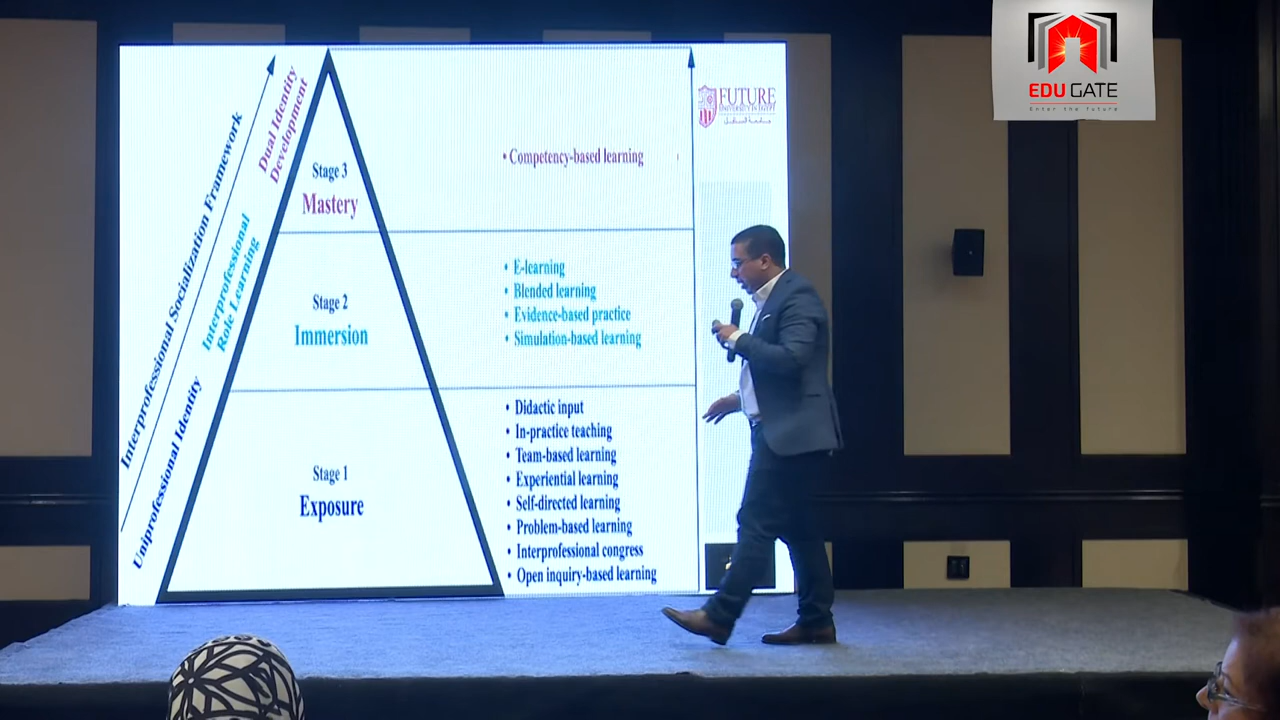 EDU GATE
Enter the future
FUTURE
UNIVERSITY IN EGYPT
Interprofessional Socialization Framework
Dual Identity
Development
Interprofessional
Role Learning
Uniprofessional Identity
Stage 3
Mastery
• Competency-based learning
Stage 2
Immersion
• E-learning
• Blended learning
• Evidence-based practice
• Simulation-based learning
Stage 1
Exposure
• Didactic input
• In-practice teaching
• Team-based learning
• Experiential learning
• Self-directed learning
• Problem-based learning
• Interprofessional congress
• Open inquiry-based learning